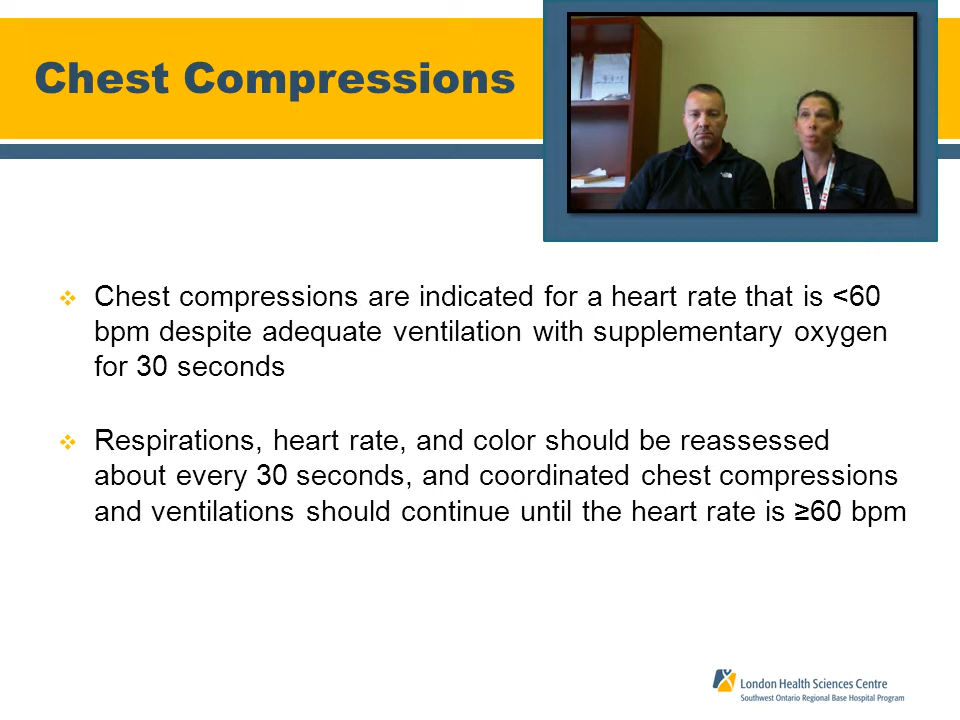 Chest Compressions
Chest compressions are indicated for a heart rate that is <60
bpm despite adequate ventilation with supplementary oxygen
for 30 seconds
Respirations, heart rate, and color should be reassessed
about every 30 seconds, and coordinated chest compressions
and ventilations should continue until the heart rate is ≥60 bpm
London Health Sciences Centre
Southwest Ontario Regional Base Hospital Program